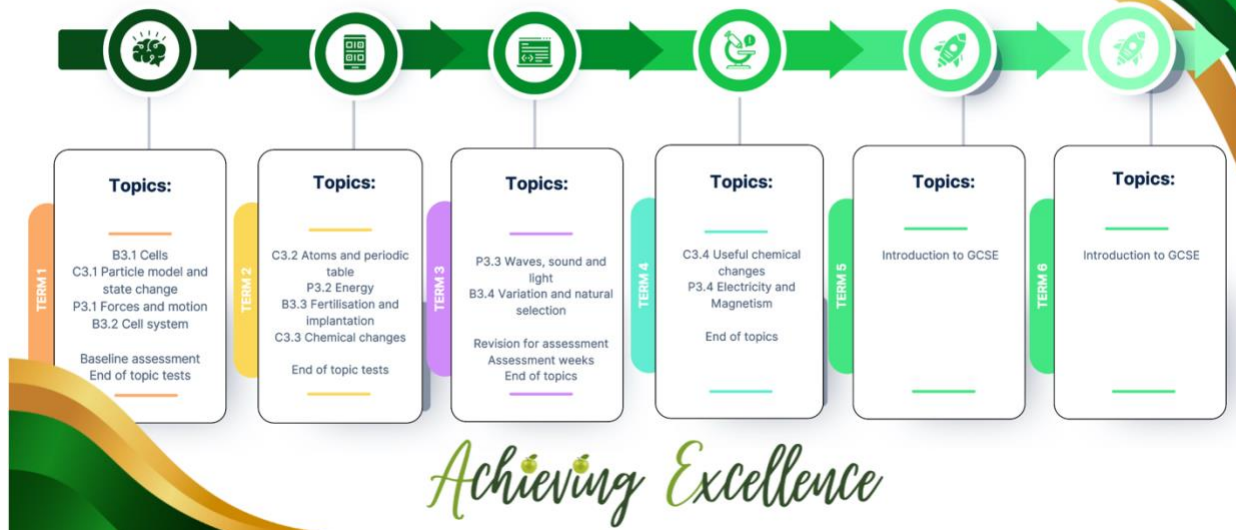 TERM 1
Topics:
B3.1 Cells
C3.1 Particle model and
state change
P3.1 Forces and motion
B3.2 Cell system
Baseline assessment
End of topic tests
TERM 2
Topics:
C3.2 Atoms and periodic
table
P3.2 Energy
B3.3 Fertilisation and
implantation
C3.3 Chemical changes
End of topic tests
TERM 3
Topics:
P3.3 Waves, sound and
light
B3.4 Variation and natural
selection
Revision for assessment
Assessment weeks
End of topics
TERM 4
Topics:
C3.4 Useful chemical
changes
P3.4 Electricity and
Magnetism
End of topics
TERM 5
Topics:
Introduction to GCSE
TERM 6
Topics:
Introduction to GCSE
Achieving Excellence